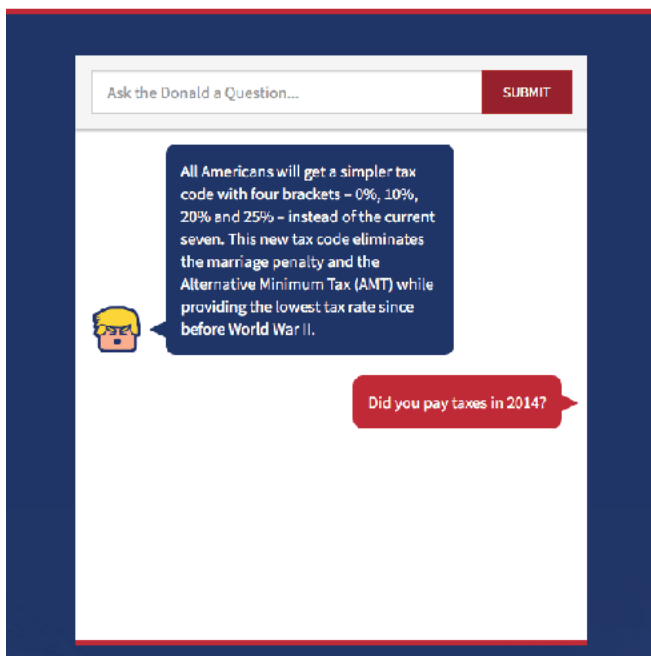 Ask the Donald a Question...
SUBMIT
All Americans will get a simpler tax
code with four brackets – 0%, 10%,
20% and 25% – instead of the current
seven. This new tax code eliminates
the marriage penalty and the
Alternative Minimum Tax (AMT) while
providing the lowest tax rate since
before World War II.
Did you pay taxes in 2014?